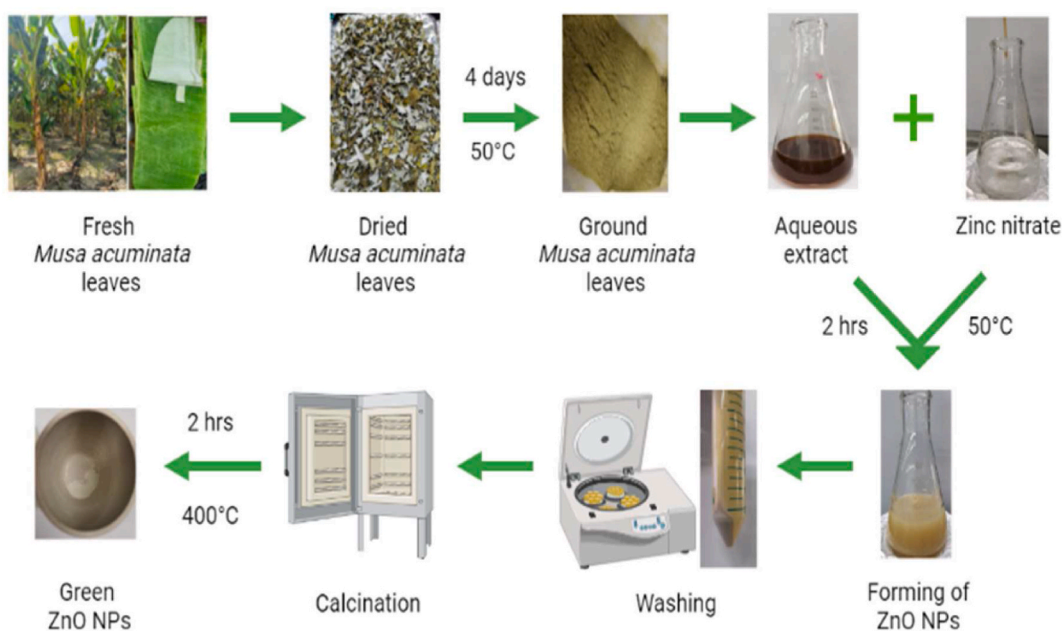 4 days
50°C
Fresh
Musa acuminata
leaves
Dried
Musa acuminata
leaves
Ground
Musa acuminata
leaves
Aqueous
extract
+
Zinc nitrate
2 hrs
50°C
2 hrs
400°C
Green
ZnO NPs
Calcination
Washing
Forming of
ZnO NPs